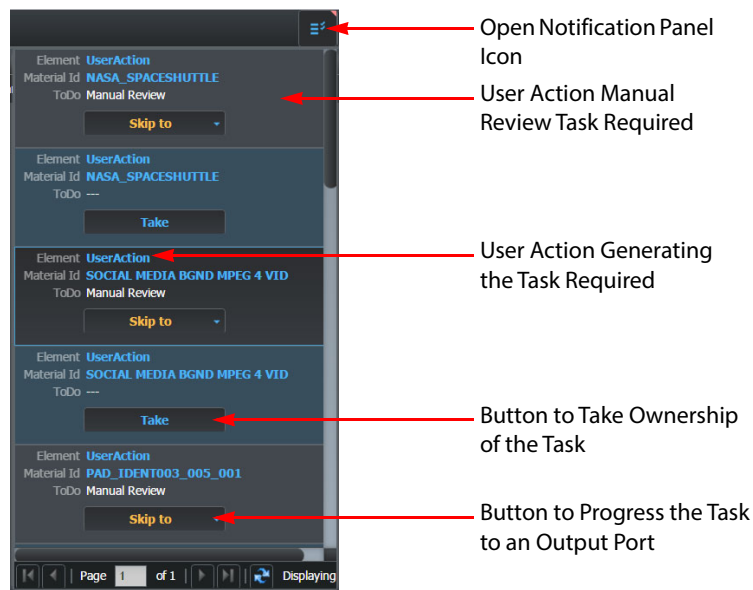 Element UserAction
Material Id NASA_SPACESHUTTLE
ToDo Manual Review
Skip to
Element UserAction
Material Id NASA_SPACESHUTTLE
ToDo ---
Take
Element UserAction
Material Id SOCIAL MEDIA BGND MPEG 4 VID
ToDo Manual Review
Skip to
Element UserAction
Material Id SOCIAL MEDIA BGND MPEG 4 VID
ToDo ---
Take
Element UserAction
Material Id PAD_IDENT003_005_001
ToDo Manual Review
Skip to
Page 1 of 1 Displaying
Open Notification Panel
Icon
User Action Manual
Review Task Required
User Action Generating
the Task Required
Button to Take Ownership
of the Task
Button to Progress the Task
to an Output Port